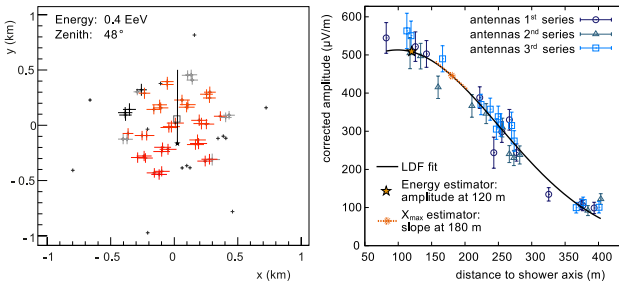 Energy: 0.4 EeV
Zenith: 48°
y (km)
1
0.5
0
-0.5
-1
-1
-0.5
0
0.5
1
x (km)
corrected amplitude (µV/m)
600
500
400
300
200
100
0
50
100
150
200
250
300
350
400
distance to shower axis (m)
antennas 1st series
antennas 2nd series
antennas 3rd series
LDF fit
Energy estimator:
amplitude at 120 m
Xmax estimator:
slope at 180 m